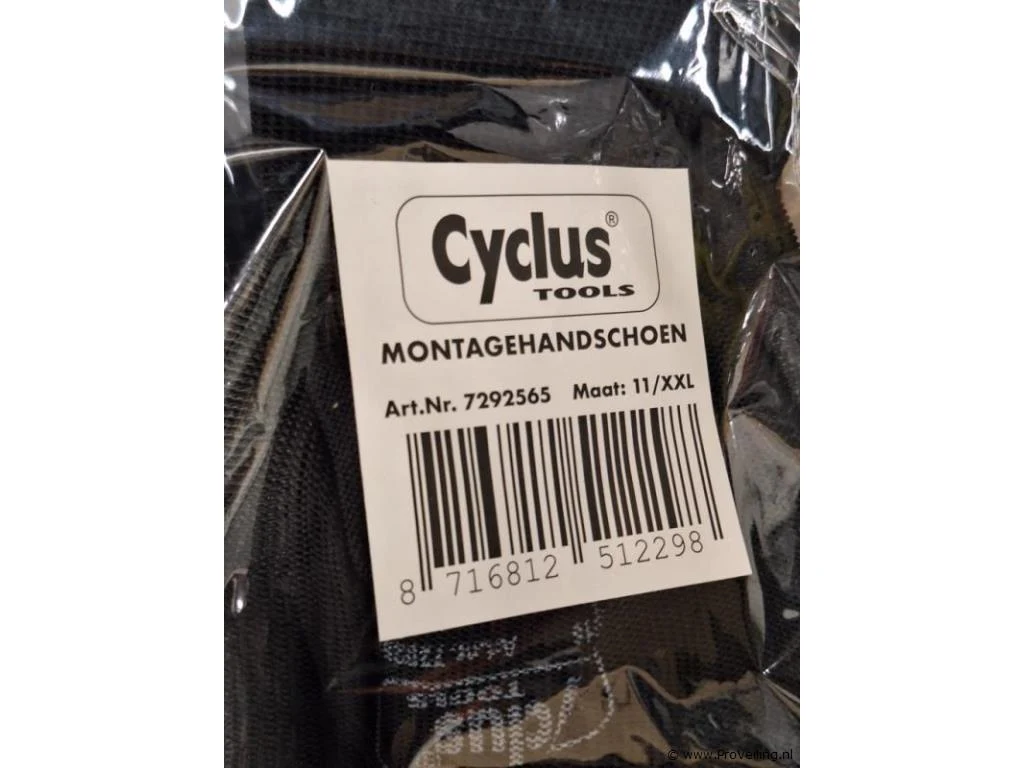 Cyclus®
TOOLS
MONTAGEHANDSCHOEN
Art.Nr. 7292565 Maat: 11/XXL
8 716812 512298
© www.ProVeiling.nl